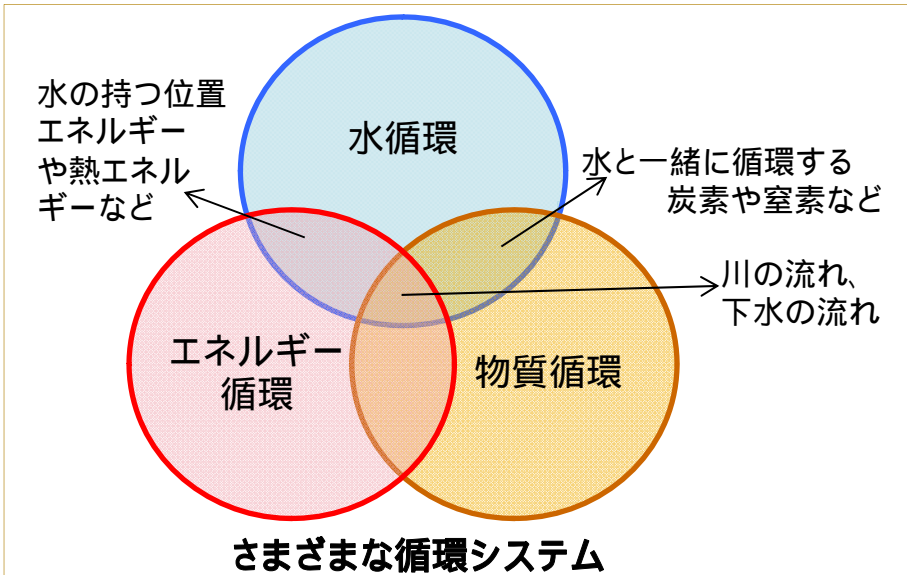 水の持つ位置
エネルギー
や熱エネル
ギーなど
水循環
水と一緒に循環する
炭素や窒素など
川の流れ、
下水の流れ
エネルギー
循環
物質循環
さまざまな循環システム